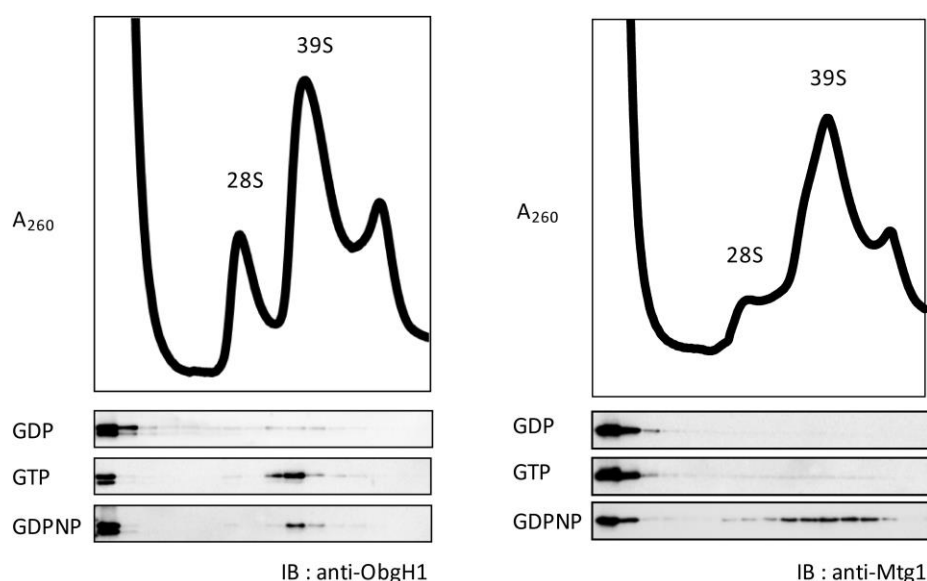 39S
28S
A260
GDP
GTP
GDPNP
IB : anti-ObgH1
39S
28S
A260
GDP
GTP
GDPNP
IB : anti-Mtg1